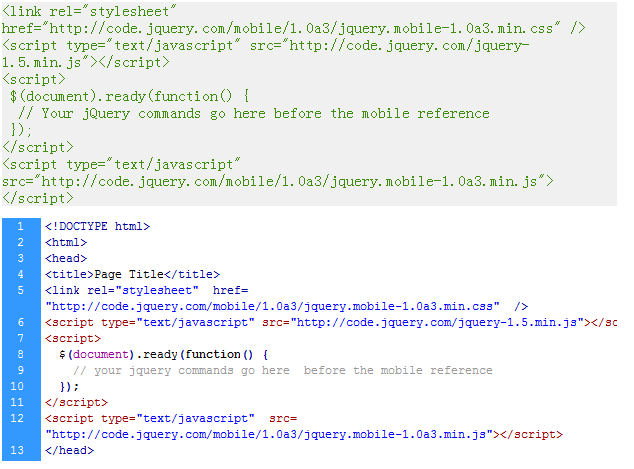 <link rel="stylesheet"
href="http://code.jquery.com/mobile/1.0a3/jquery.mobile-1.0a3.min.css" />
<script type="text/javascript" src="http://code.jquery.com/jquery-
1.5.min.js"></script>
<script>
$(document).ready(function() {
// Your jQuery commands go here before the mobile reference
});
</script>
<script type="text/javascript"
src="http://code.jquery.com/mobile/1.0a3/jquery.mobile-1.0a3.min.js">
</script>
1 <!DOCTYPE html>
2 <html>
3 <head>
4 <title>Page Title</title>
5 <link rel="stylesheet" href=
"http://code.jquery.com/mobile/1.0a3/jquery.mobile-1.0a3.min.css" />
6 <script type="text/javascript" src="http://code.jquery.com/jquery-1.5.min.js"></sc
7 <script>
8 $(document).ready(function() {
9 // your jquery commands go here before the mobile reference
10 });
11 </script>
12 <script type="text/javascript" src=
"http://code.jquery.com/mobile/1.0a3/jquery.mobile-1.0a3.min.js"></script>
13 </head>